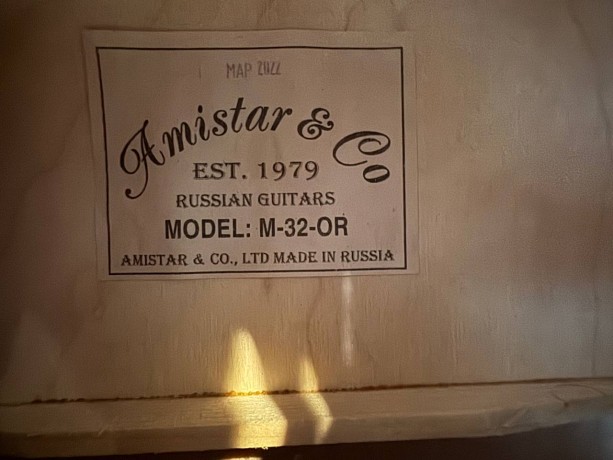 МАР 2022
Amistar & Co
EST. 1979
RUSSIAN GUITARS
MODEL: M-32-OR
AMISTAR & CO., LTD MADE IN RUSSIA